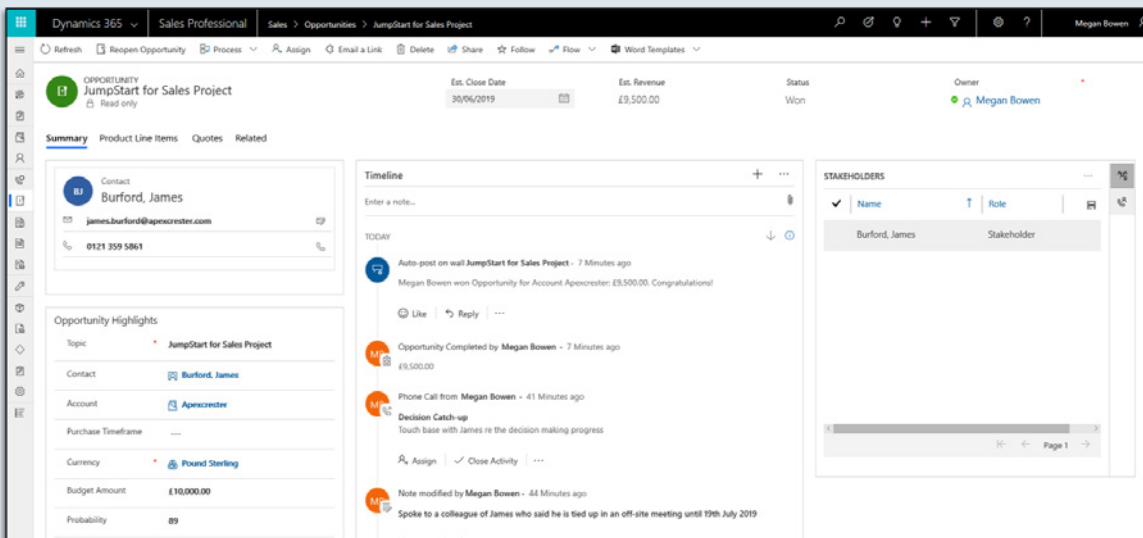 Dynamics 365
Sales Professional
Sales > Opportunities > JumpStart for Sales Project
Megan Bowen
Refresh
Reopen Opportunity
Process
Assign
Email a Link
Delete
Share
Follow
Flow
Word Templates
OPPORTUNITY
JumpStart for Sales Project
Read only
Est. Close Date
30/06/2019
Est. Revenue
£9,500.00
Status
Won
Owner
*
Megan Bowen
Summary Product Line Items Quotes Related
BJ
Contact
Burford, James
james.burford@apexcrester.com
0121 359 5861
Opportunity Highlights
Topic * JumpStart for Sales Project
Contact Burford, James
Account Apexcrester
Purchase Timeframe ---
Currency * Pound Sterling
Budget Amount £10,000.00
Probability 89
Timeline
Enter a note...
TODAY
Auto-post on wall JumpStart for Sales Project - 7 Minutes ago
Megan Bowen won Opportunity for Account Apexcrester: £9,500.00. Congratulations!
Like Reply ...
Opportunity Completed by Megan Bowen - 7 Minutes ago
£9,500.00
Phone Call from Megan Bowen - 41 Minutes ago
Decision Catch-up
Touch base with James re the decision making progress
Assign Close Activity ...
Note modified by Megan Bowen - 44 Minutes ago
Spoke to a colleague of James who said he is tied up in an off-site meeting until 19th July 2019
STAKEHOLDERS
Name Role
Burford, James Stakeholder
Page 1